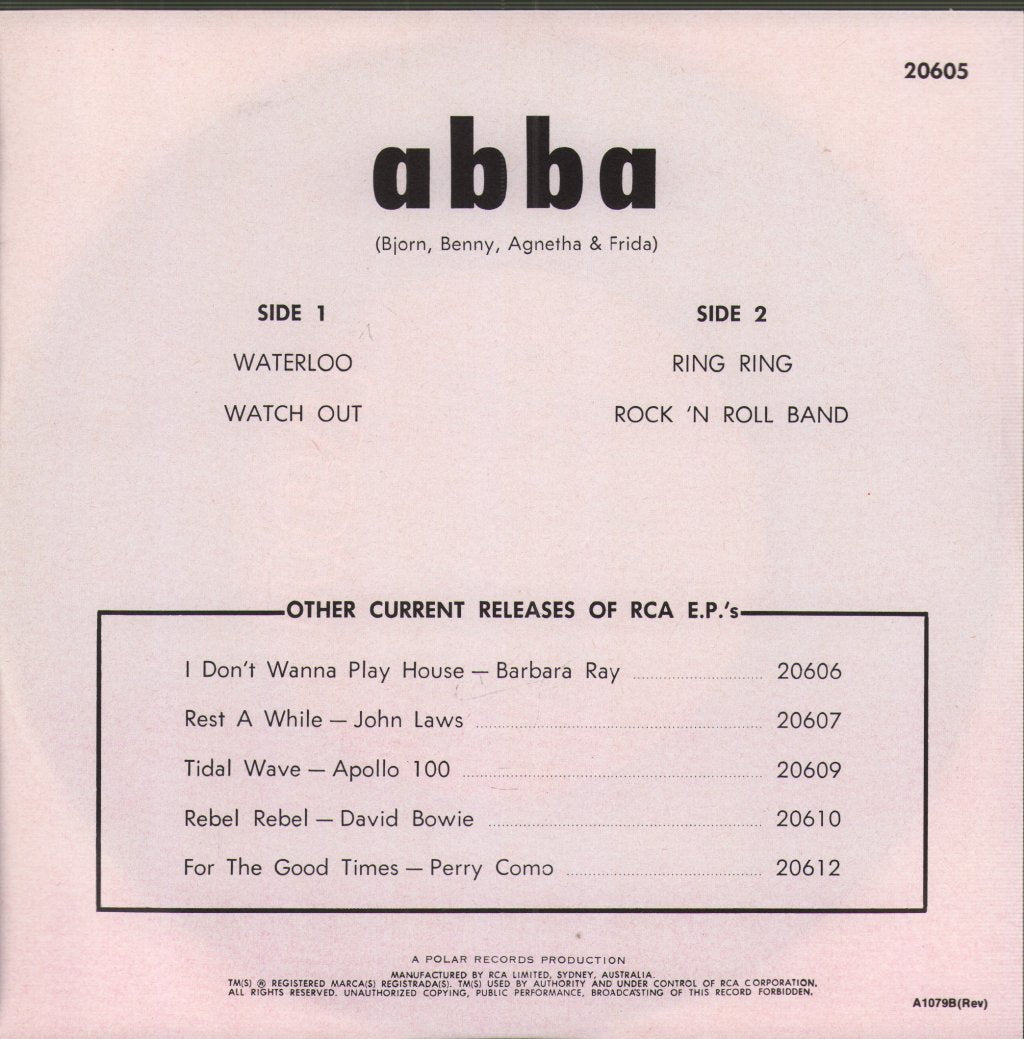 20605
abba
(Bjorn, Benny, Agnetha & Frida)
SIDE 1
WATERLOO
WATCH OUT
SIDE 2
RING RING
ROCK 'N ROLL BAND
OTHER CURRENT RELEASES OF RCA E.P.'s
I Don't Wanna Play House — Barbara Ray 20606
Rest A While — John Laws 20607
Tidal Wave — Apollo 100 20609
Rebel Rebel — David Bowie 20610
For The Good Times — Perry Como 20612
A POLAR RECORDS PRODUCTION
MANUFACTURED BY RCA LIMITED, SYDNEY, AUSTRALIA.
TM(S) ® REGISTERED MARCA(S) REGISTRADA(S). TM(S) USED BY AUTHORITY AND UNDER CONTROL OF RCA CORPORATION.
ALL RIGHTS RESERVED. UNAUTHORIZED COPYING, PUBLIC PERFORMANCE, BROADCASTING OF THIS RECORD FORBIDDEN.
A1079B(Rev)